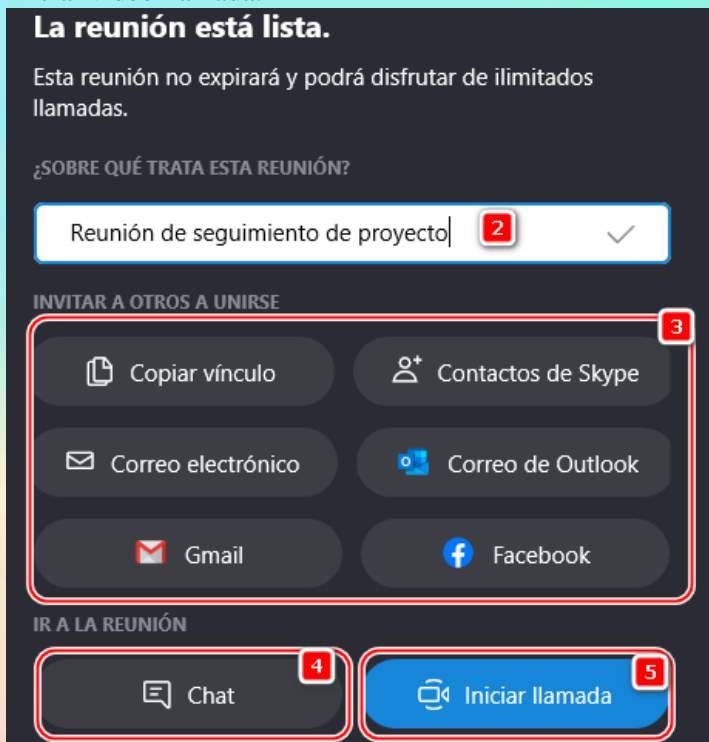 La reunión está lista.
Esta reunión no expirará y podrá disfrutar de ilimitados
llamadas.
¿SOBRE QUÉ TRATA ESTA REUNIÓN?
Reunión de seguimiento de proyecto 2
INVITAR A OTROS A UNIRSE
3
Copiar vínculo Contactos de Skype
Correo electrónico Correo de Outlook
Gmail Facebook
IR A LA REUNIÓN
4 5
Chat Iniciar llamada